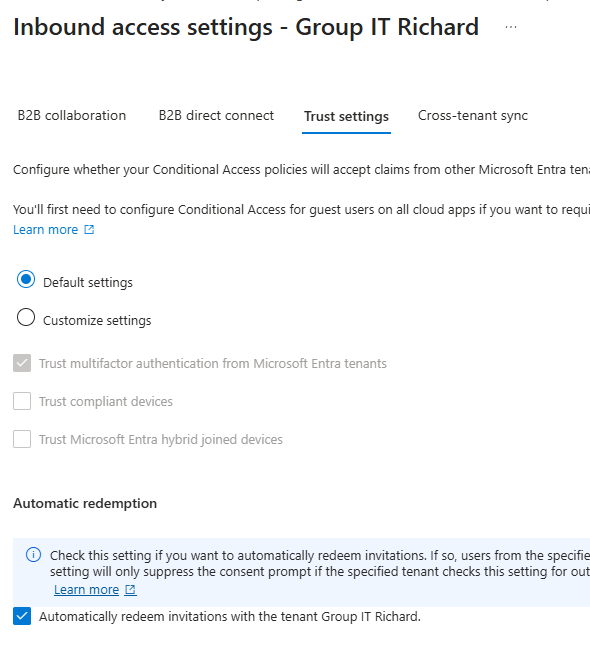 Inbound access settings - Group IT Richard ...
B2B collaboration B2B direct connect Trust settings Cross-tenant sync
Configure whether your Conditional Access policies will accept claims from other Microsoft Entra
You'll first need to configure Conditional Access for guest users on all cloud apps if you want to
Learn more
Default settings
Customize settings
Trust multifactor authentication from Microsoft Entra tenants
Trust compliant devices
Trust Microsoft Entra hybrid joined devices
Automatic redemption
Check this setting if you want to automatically redeem invitations. If so, users from the
setting will only suppress the consent prompt if the specified tenant checks this setting for
Learn more
Automatically redeem invitations with the tenant Group IT Richard.